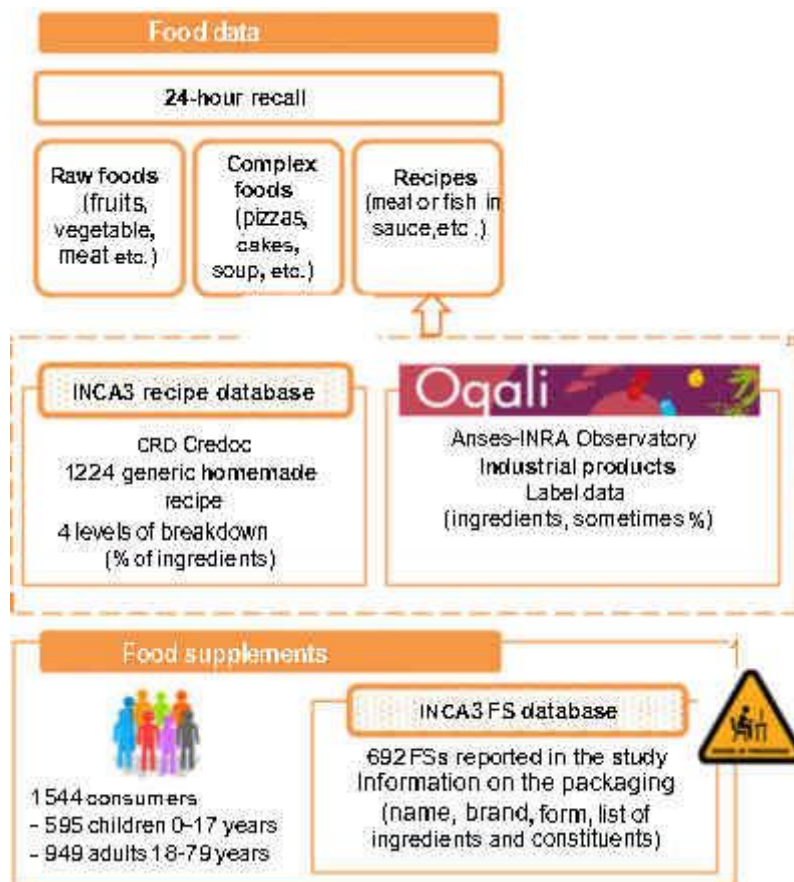 Food data
24-hour recall
Raw foods
(fruits,
vegetable,
meat etc.)
Complex
foods
(pizzas,
cakes,
soup, etc.)
Recipes
(meat or fish in
sauce,etc .)
INCA3 recipe database
CRD Credoc
1224 generic homemade
recipe
4 levels of breakdown
(% of ingredients)
Oqali
Anses-INRA Observatory
Industrial products
Label data
(ingredients, sometimes %)
Food supplements
1544 consumers
- 595 children 0-17 years
- 949 adults 18-79 years
INCA3 FS database
692 FSs reported in the study
Information on the packaging
(name, brand, form, list of
ingredients and constituents)